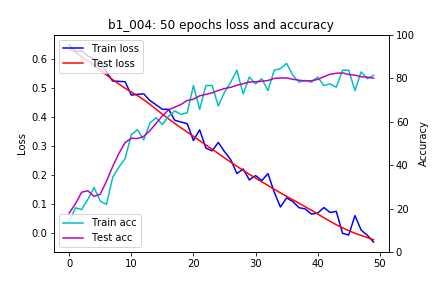 b1_004: 50 epochs loss and accuracy
Train loss
Test loss
Train acc
Test acc
Loss
Accuracy
0.6
0.5
0.4
0.3
0.2
0.1
0.0
100
80
60
40
20
0
0
10
20
30
40
50